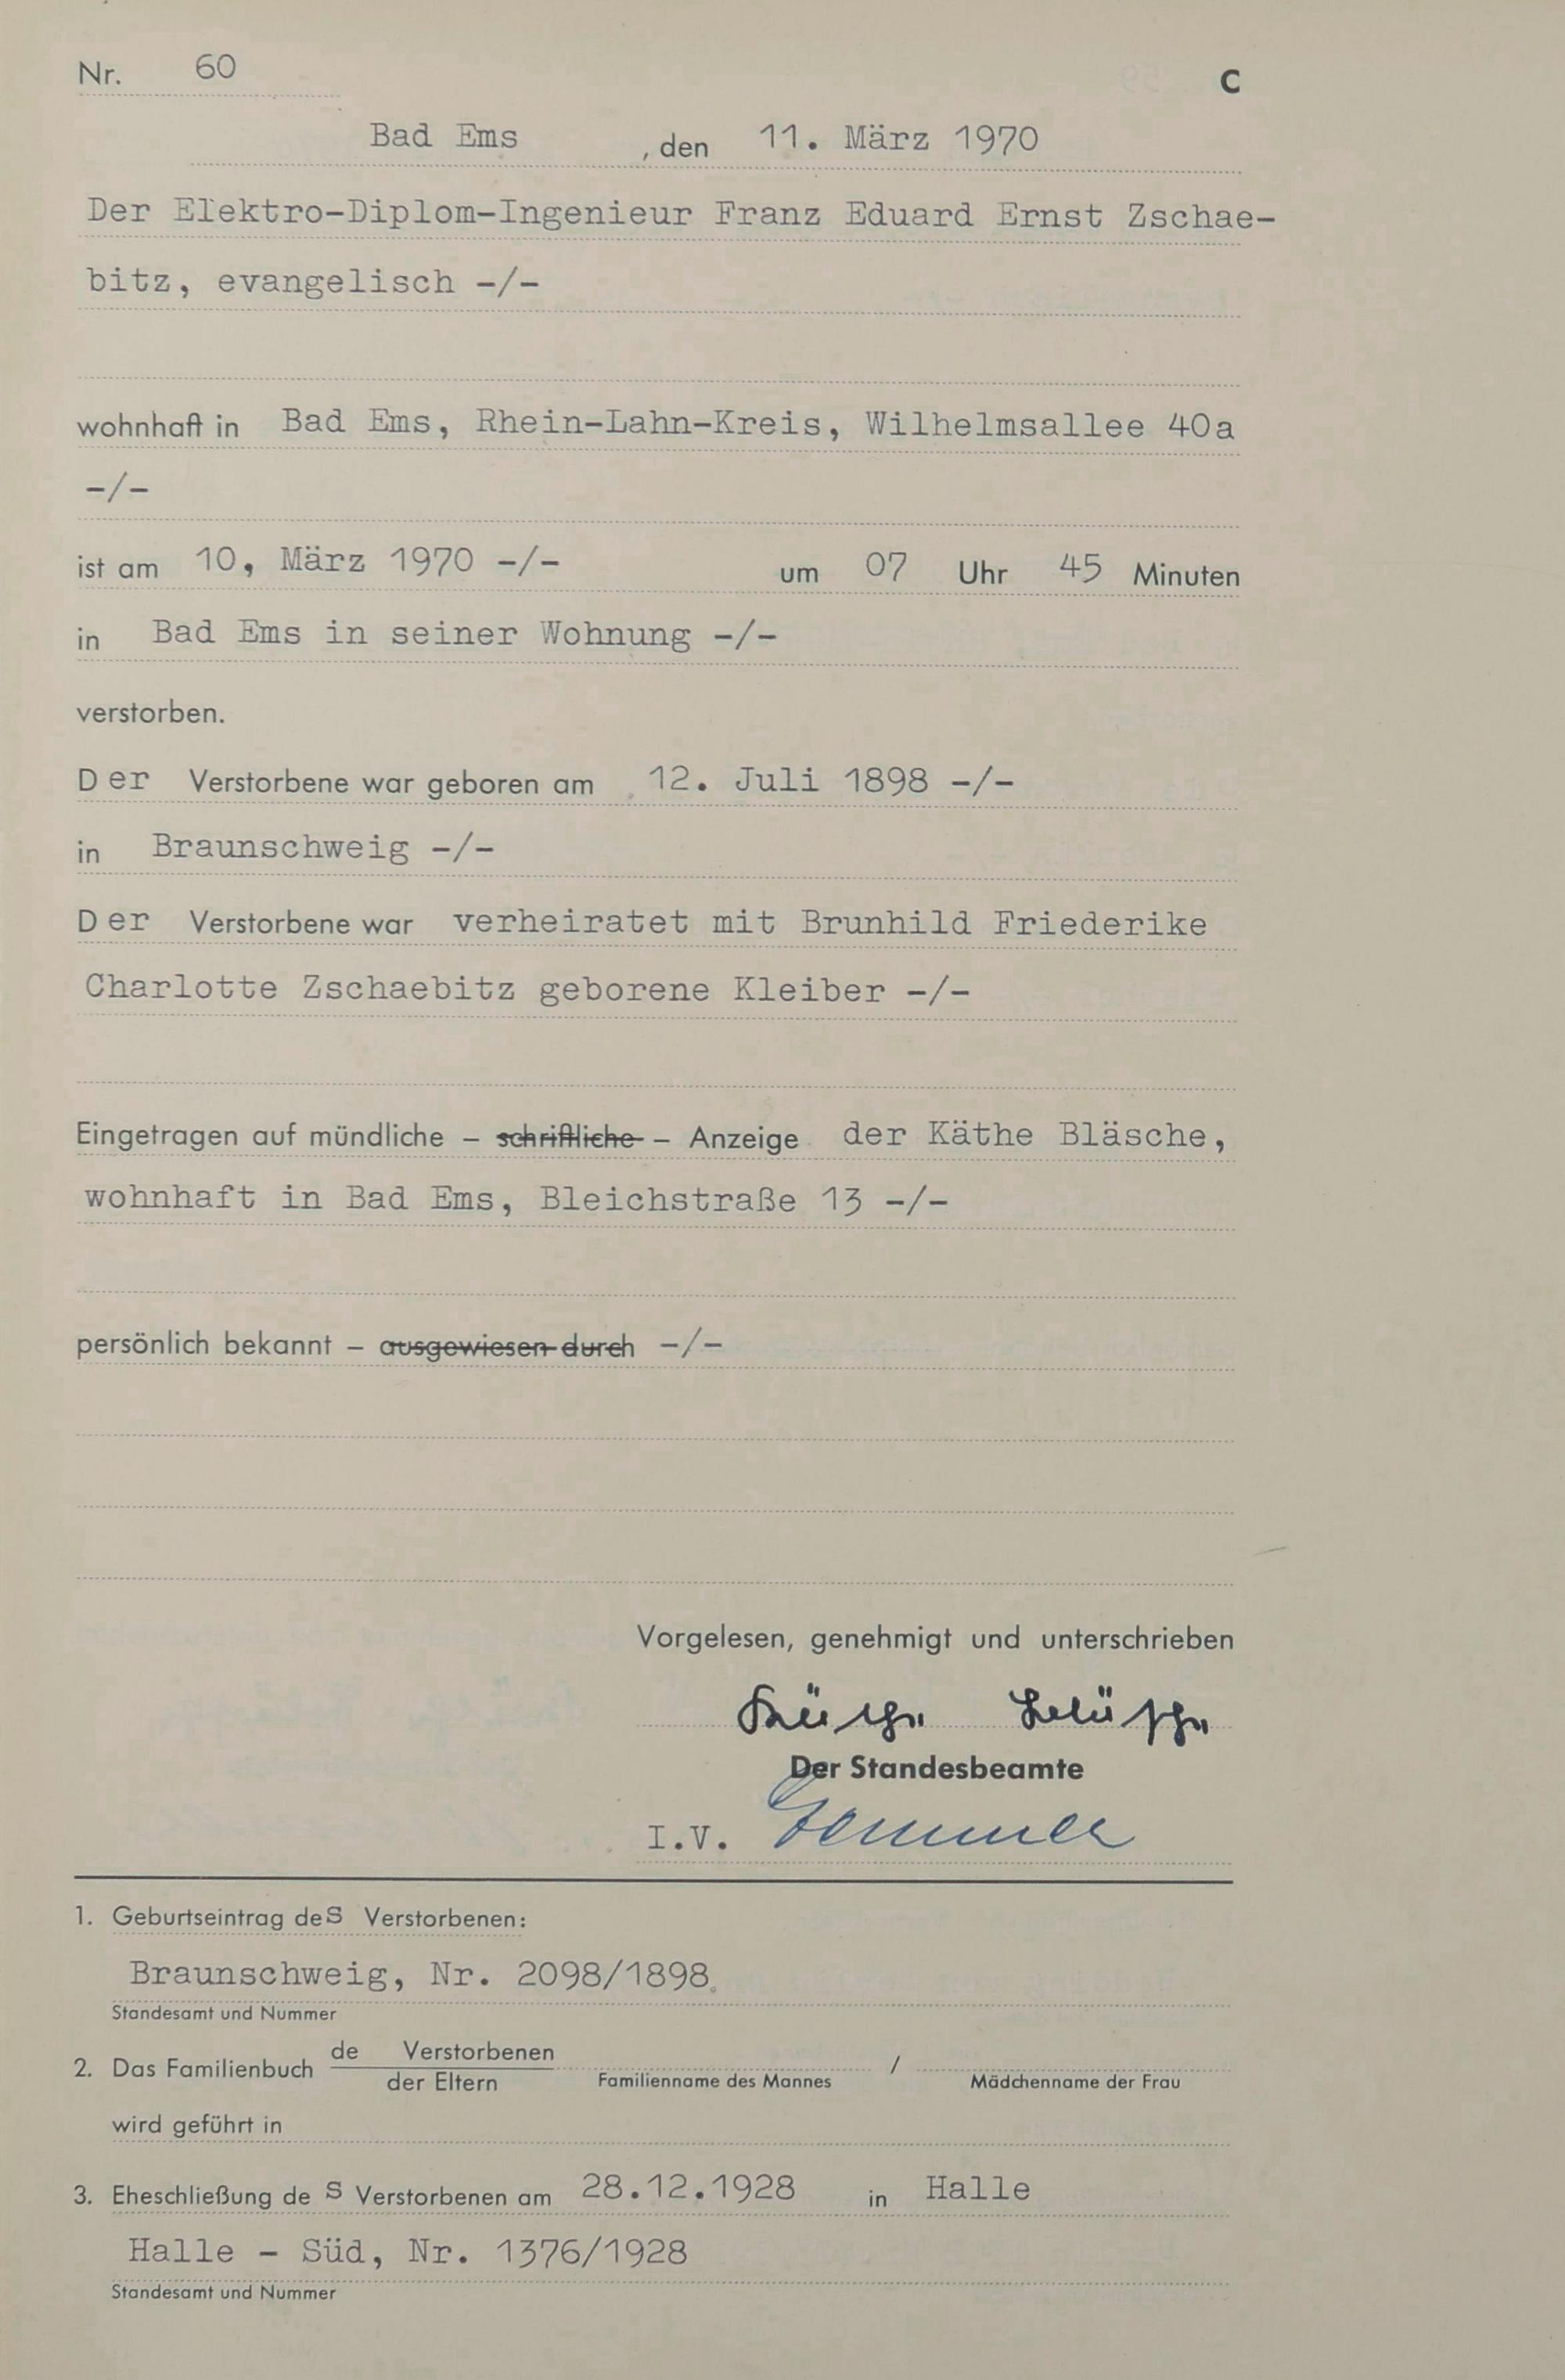 Nr. 60 C
Bad Ems , den 11. März 1970
Der Elektro-Diplom-Ingenieur Franz Eduard Ernst Zschae-
bitz, evangelisch -/-
wohnhaft in Bad Ems, Rhein-Lahn-Kreis, Wilhelmsallee 40a
-/-
ist am 10, März 1970 -/- um 07 Uhr 45 Minuten
in Bad Ems in seiner Wohnung -/-
verstorben.
Der Verstorbene war geboren am 12. Juli 1898 -/-
in Braunschweig -/-
Der Verstorbene war verheiratet mit Brunhild Friederike
Charlotte Zschaebitz geborene Kleiber -/-
Eingetragen auf mündliche – schriftliche – Anzeige der Käthe Bläsche,
wohnhaft in Bad Ems, Bleichstraße 13 -/-
persönlich bekannt – ausgewiesen durch -/-
Vorgelesen, genehmigt und unterschrieben
Käthe Bläsche
Der Standesbeamte
I.V.
1. Geburtseintrag des Verstorbenen:
Braunschweig, Nr. 2098/1898.
Standesamt und Nummer
2. Das Familienbuch de Verstorbenen
der Eltern Familienname des Mannes / Mädchenname der Frau
wird geführt in
3. Eheschließung des Verstorbenen am 28.12.1928 in Halle
Halle - Süd, Nr. 1376/1928
Standesamt und Nummer